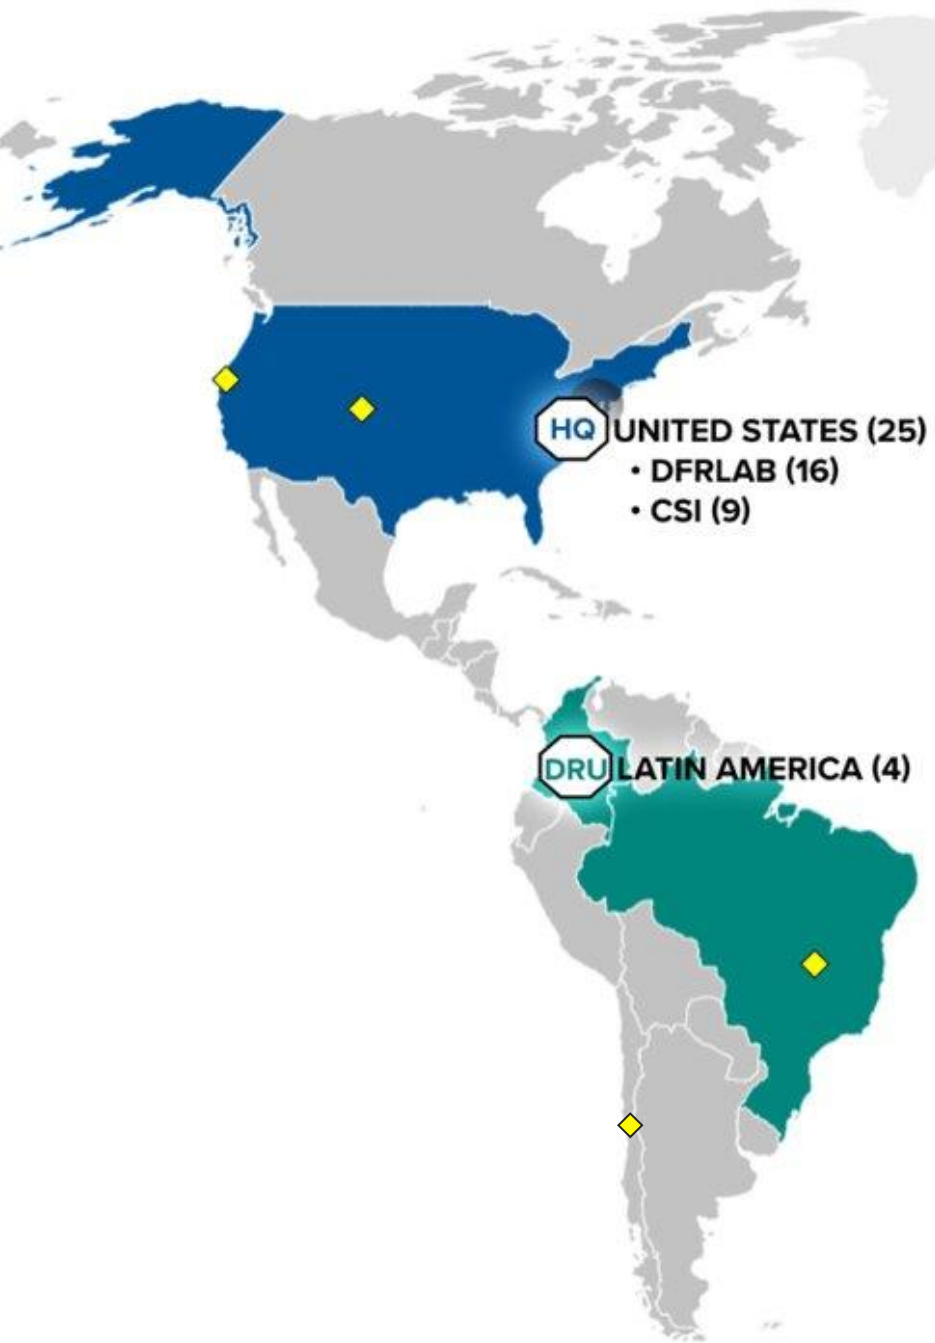 HQ UNITED STATES (25)
• DFRLAB (16)
• CSI (9)
DRU LATIN AMERICA (4)